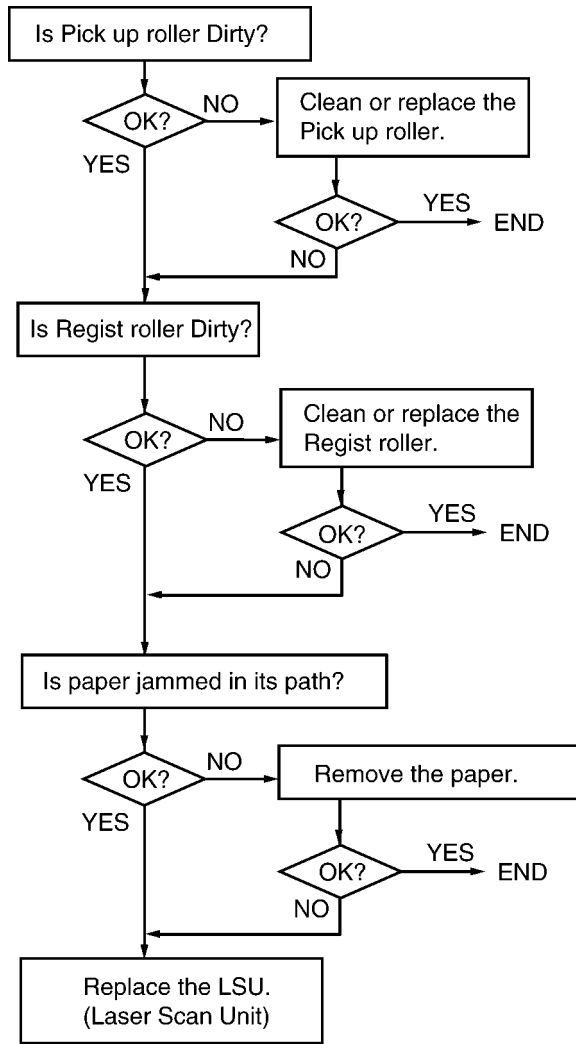 Is Pick up roller Dirty?
OK?
NO
Clean or replace the
Pick up roller.
YES
OK?
YES
END
NO
Is Regist roller Dirty?
OK?
NO
Clean or replace the
Regist roller.
YES
OK?
YES
END
NO
Is paper jammed in its path?
OK?
NO
Remove the paper.
YES
OK?
YES
END
NO
Replace the LSU.
(Laser Scan Unit)